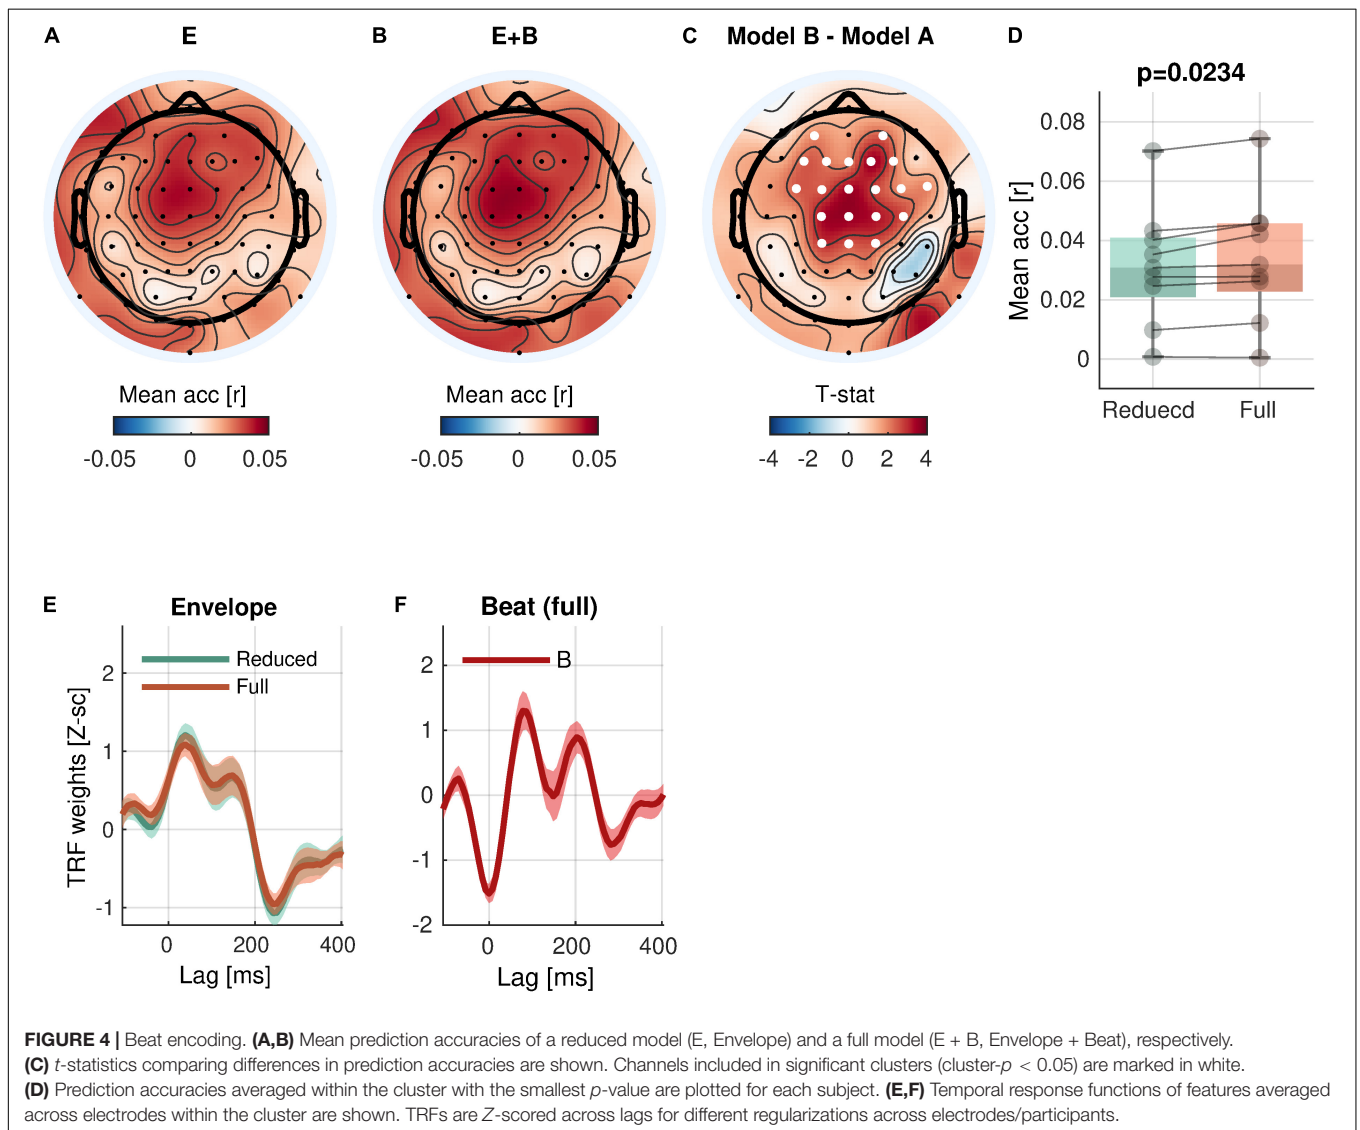 A
E
B
E+B
C
Model B - Model A
D
p=0.0234
Mean acc [r]
0.08
0.06
0.04
0.02
0
Reduecd
Full
Mean acc [r]
-0.05
0
0.05
Mean acc [r]
-0.05
0
0.05
T-stat
-4
-2
0
2
4
E
Envelope
Reduced
Full
TRF weights [Z-sc]
2
1
0
-1
0
200
400
Lag [ms]
F
Beat (full)
B
2
1
0
-1
-2
0
200
400
Lag [ms]
FIGURE 4 | Beat encoding. (A,B) Mean prediction accuracies of a reduced model (E, Envelope) and a full model (E + B, Envelope + Beat), respectively.
(C) t-statistics comparing differences in prediction accuracies are shown. Channels included in significant clusters (cluster-p < 0.05) are marked in white.
(D) Prediction accuracies averaged within the cluster with the smallest p-value are plotted for each subject. (E,F) Temporal response functions of features averaged
across electrodes within the cluster are shown. TRFs are Z-scored across lags for different regularizations across electrodes/participants.